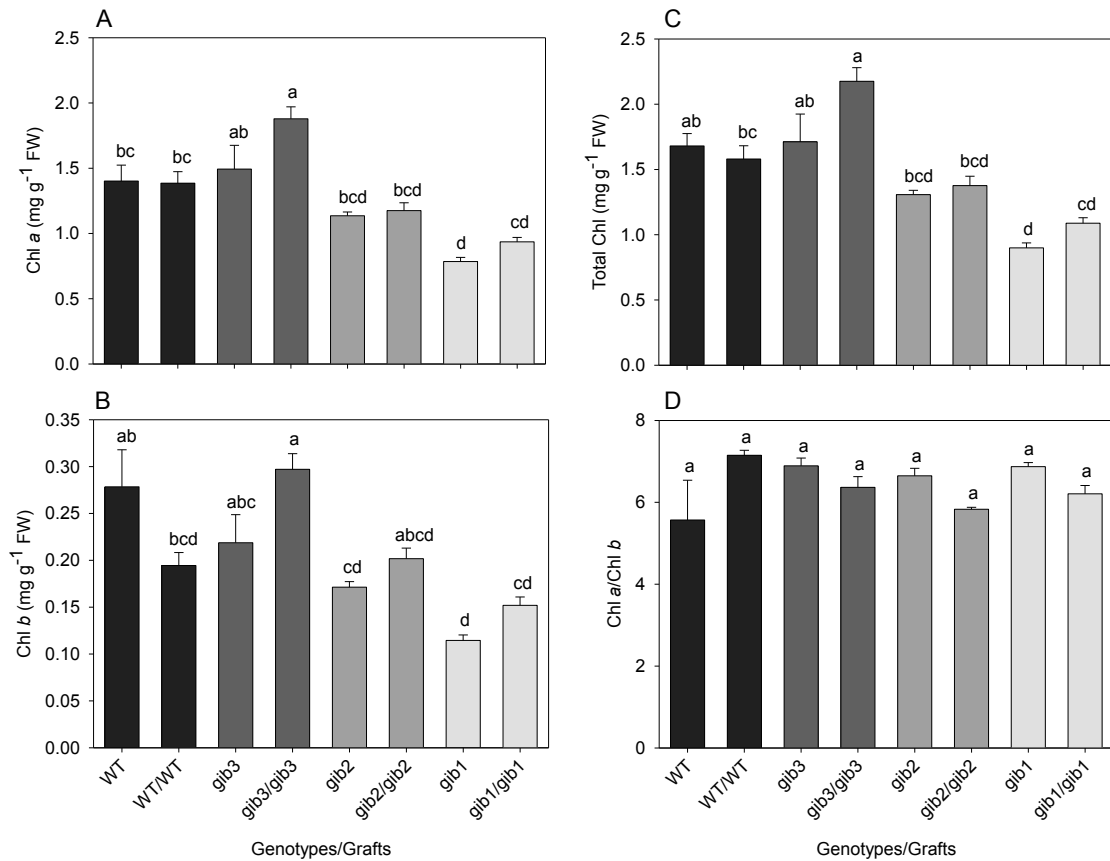 A
Chl a (mg g⁻¹ FW)
2.5
2.0
1.5
1.0
0.5
0.0
bc
bc
ab
a
bcd
bcd
d
cd
B
Chl b (mg g⁻¹ FW)
0.35
0.30
0.25
0.20
0.15
0.10
0.05
0.00
ab
bcd
abc
a
cd
abcd
d
cd
WT
WT/WT
gib3
gib3/gib3
gib2
gib2/gib2
gib1
gib1/gib1
Genotypes/Grafts
C
Total Chl (mg g⁻¹ FW)
2.5
2.0
1.5
1.0
0.5
0.0
ab
bc
ab
a
bcd
bcd
d
cd
D
Chl a/Chl b
8
6
4
2
0
a
a
a
a
a
a
a
a
WT
WT/WT
gib3
gib3/gib3
gib2
gib2/gib2
gib1
gib1/gib1
Genotypes/Grafts